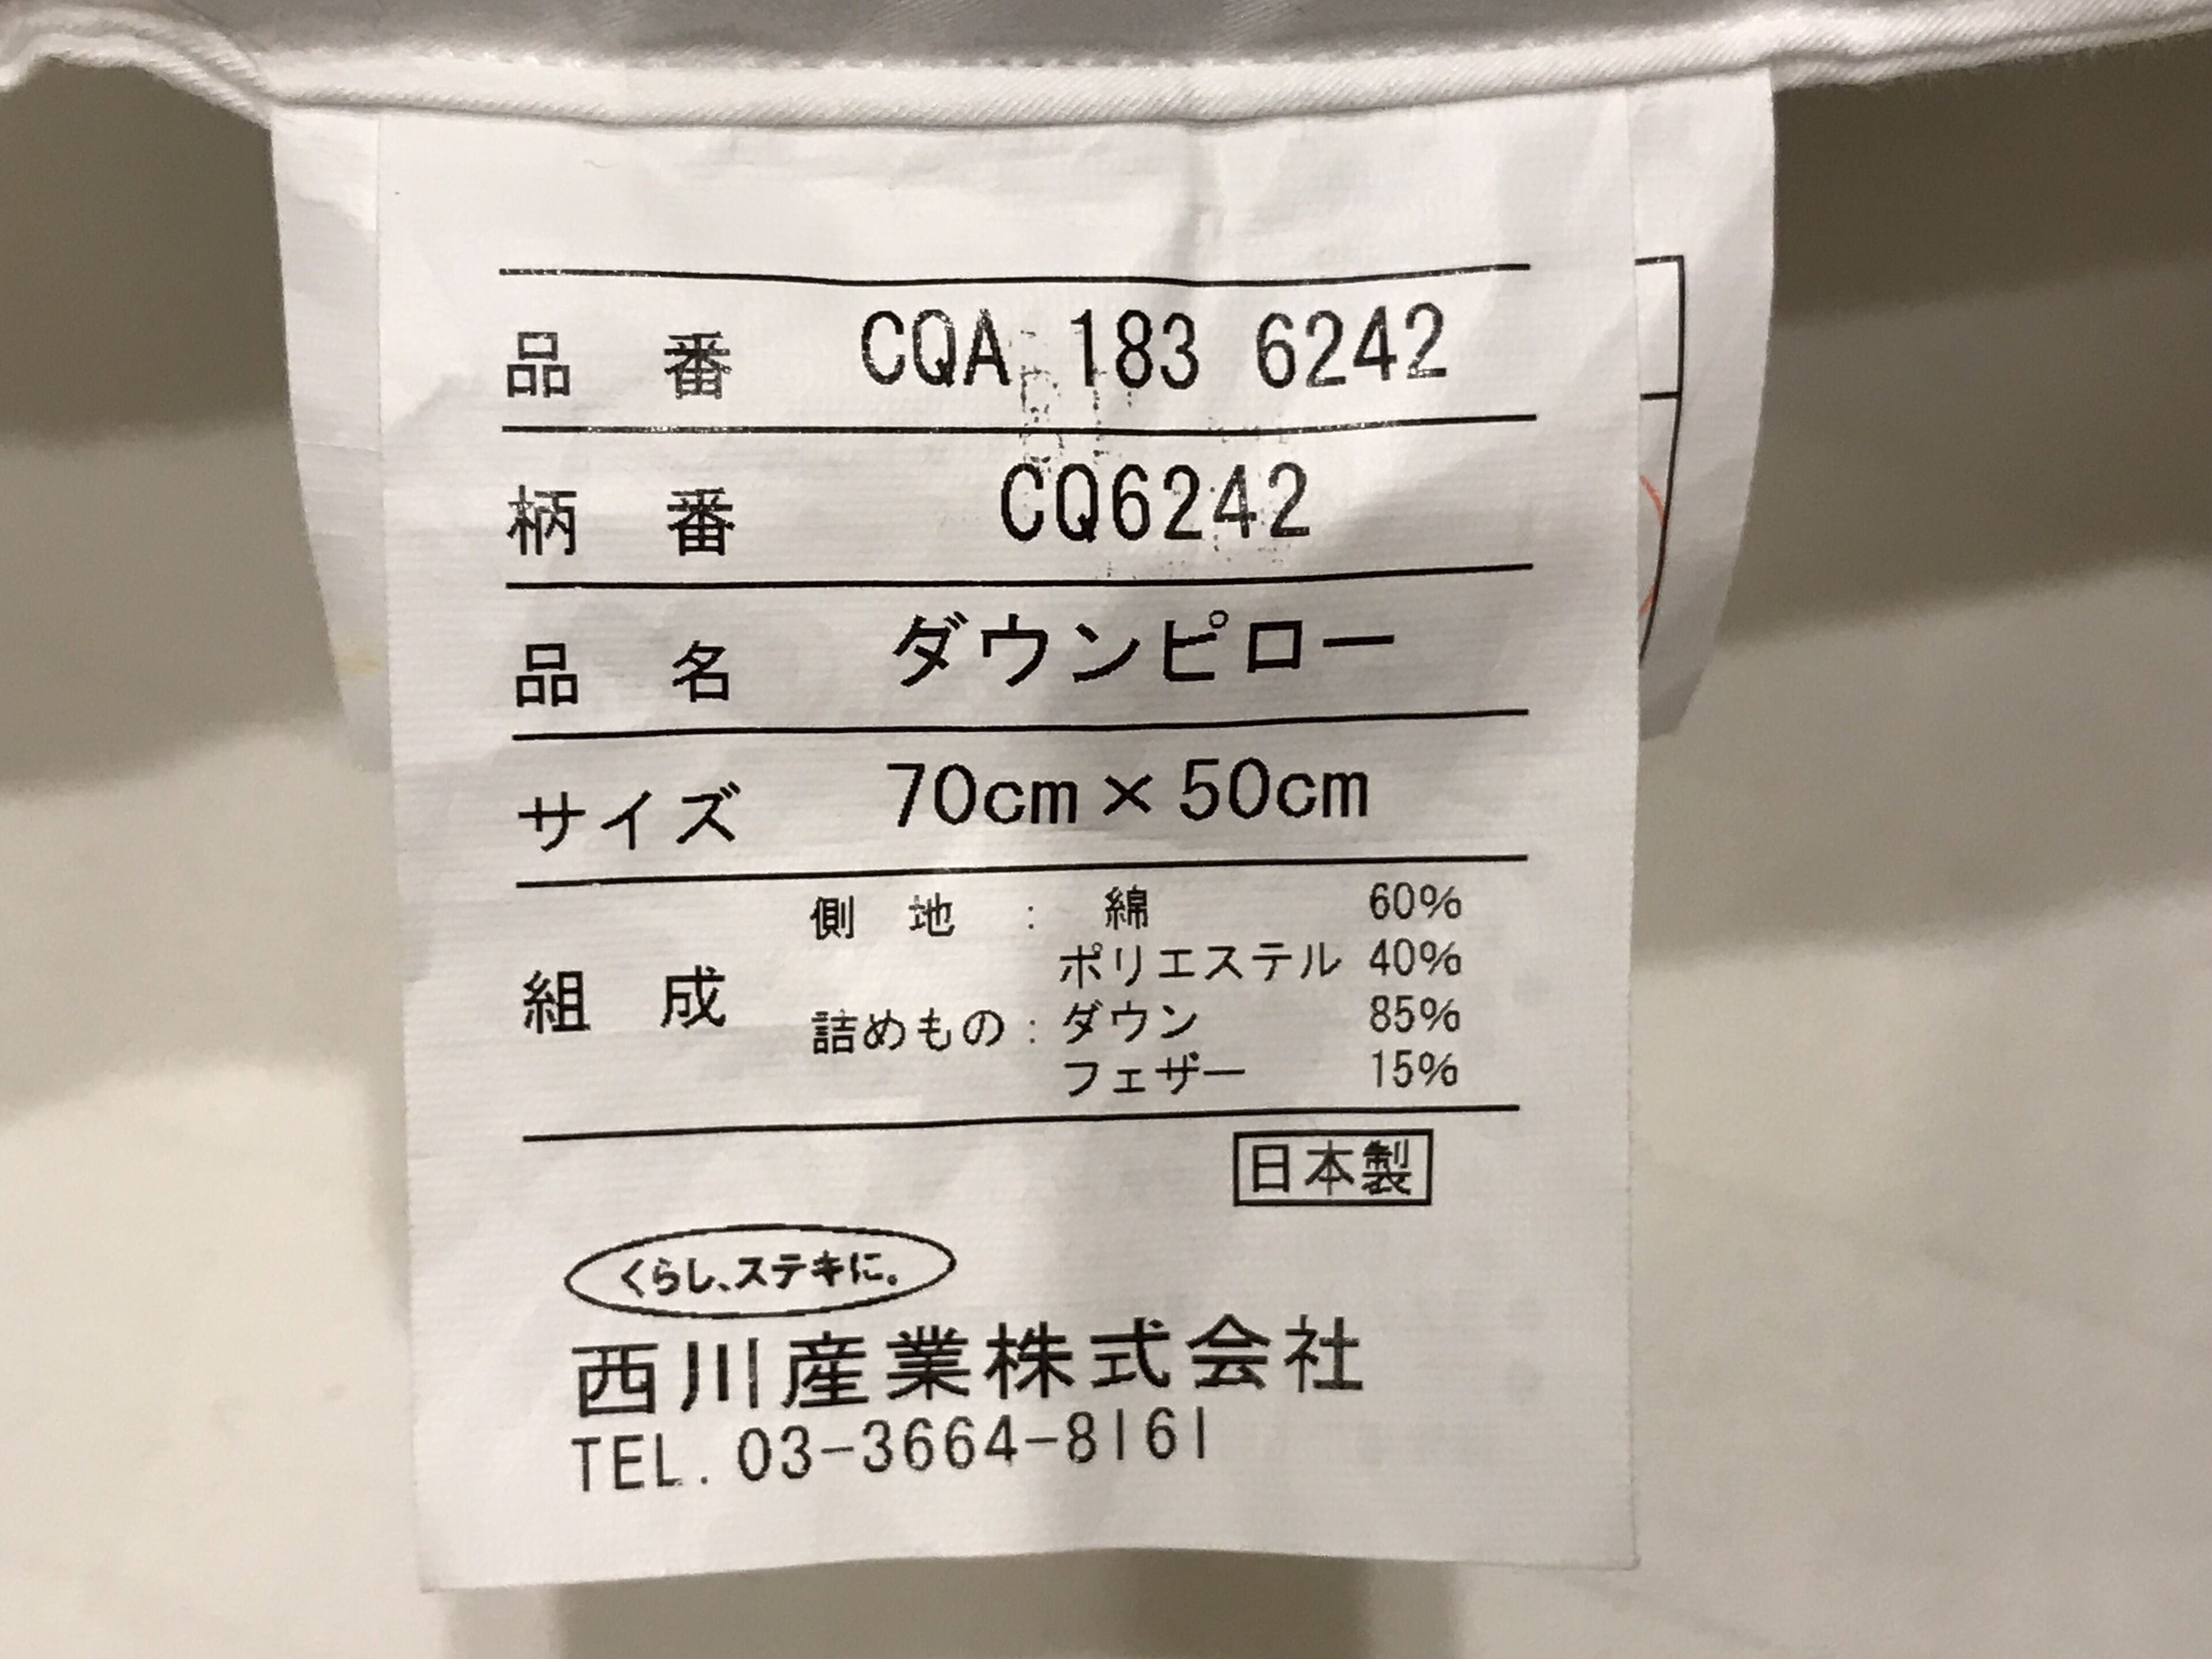 品番 CQA 183 6242
柄番 CQ6242
品名 ダウンピロー
サイズ 70cm×50cm
組成 側地: 綿 60%
ポリエステル 40%
詰めもの: ダウン 85%
フェザー 15%
日本製
くらし、ステキに。
西川産業株式会社
TEL. 03-3664-8161